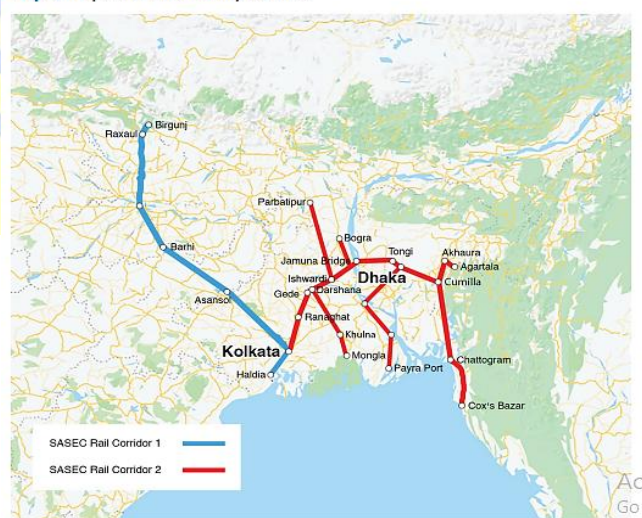 Birgunj
Raxaul
Parbatipur
Bogra
Barhi
Jamuna Bridge
Tongi
Akhaura
Agartala
Ishwardi
Dhaka
Cumilla
Asansol
Gede
Darshana
Ranaghat
Khulna
Kolkata
Mongla
Chattogram
Haldia
Payra Port
Cox's Bazar
SASEC Rail Corridor 1
SASEC Rail Corridor 2
Go